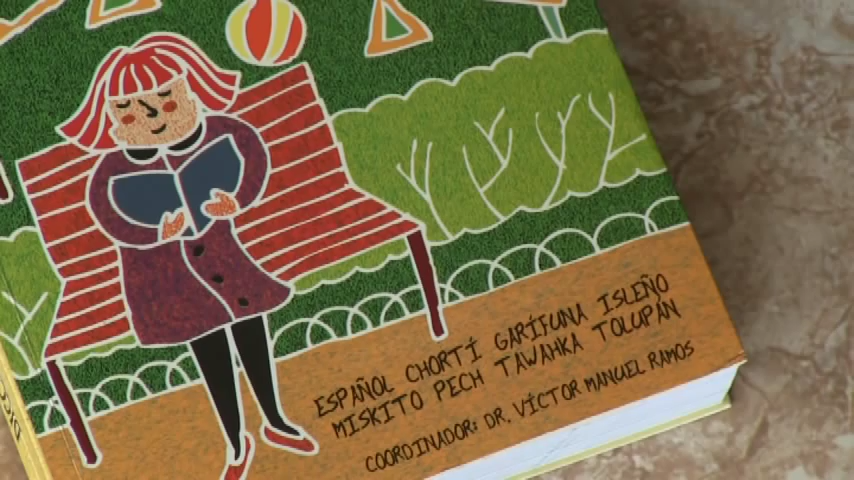 ESPAÑOL CHORTÍ GARÍFUNA ISLEÑO
MISKITO PECH TAWAHKA TOLUPÁN
COORDINADOR: DR. VÍCTOR MANUEL RAMOS